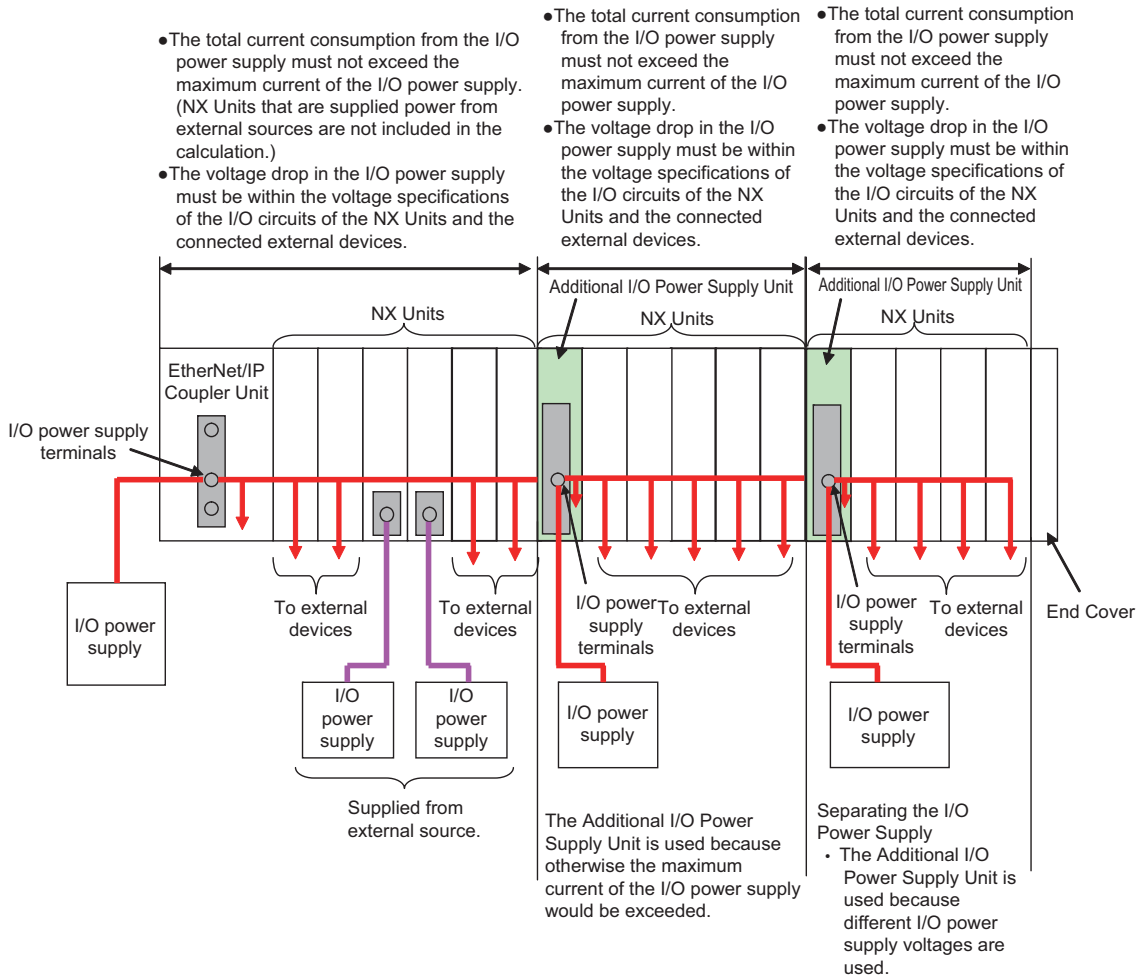 ●The total current consumption from the I/O
power supply must not exceed the
maximum current of the I/O power supply.
(NX Units that are supplied power from
external sources are not included in the
calculation.)
●The voltage drop in the I/O power supply
must be within the voltage specifications
of the I/O circuits of the NX Units and the
connected external devices.
●The total current consumption
from the I/O power supply
must not exceed the
maximum current of the I/O
power supply.
●The voltage drop in the I/O
power supply must be within
the voltage specifications of
the I/O circuits of the NX
Units and the connected
external devices.
●The total current consumption
from the I/O power supply
must not exceed the
maximum current of the I/O
power supply.
●The voltage drop in the I/O
power supply must be within
the voltage specifications of
the I/O circuits of the NX
Units and the connected
external devices.
Additional I/O Power Supply Unit
Additional I/O Power Supply Unit
NX Units
NX Units
NX Units
EtherNet/IP
Coupler Unit
I/O power supply
terminals
I/O power
supply
To external
devices
To external
devices
I/O power
supply
terminals
To external
devices
I/O power
supply
terminals
To external
devices
End Cover
I/O
power
supply
I/O
power
supply
I/O power
supply
I/O power
supply
Supplied from
external source.
The Additional I/O Power
Supply Unit is used because
otherwise the maximum
current of the I/O power supply
would be exceeded.
Separating the I/O
Power Supply
• The Additional I/O
Power Supply Unit is
used because
different I/O power
supply voltages are
used.